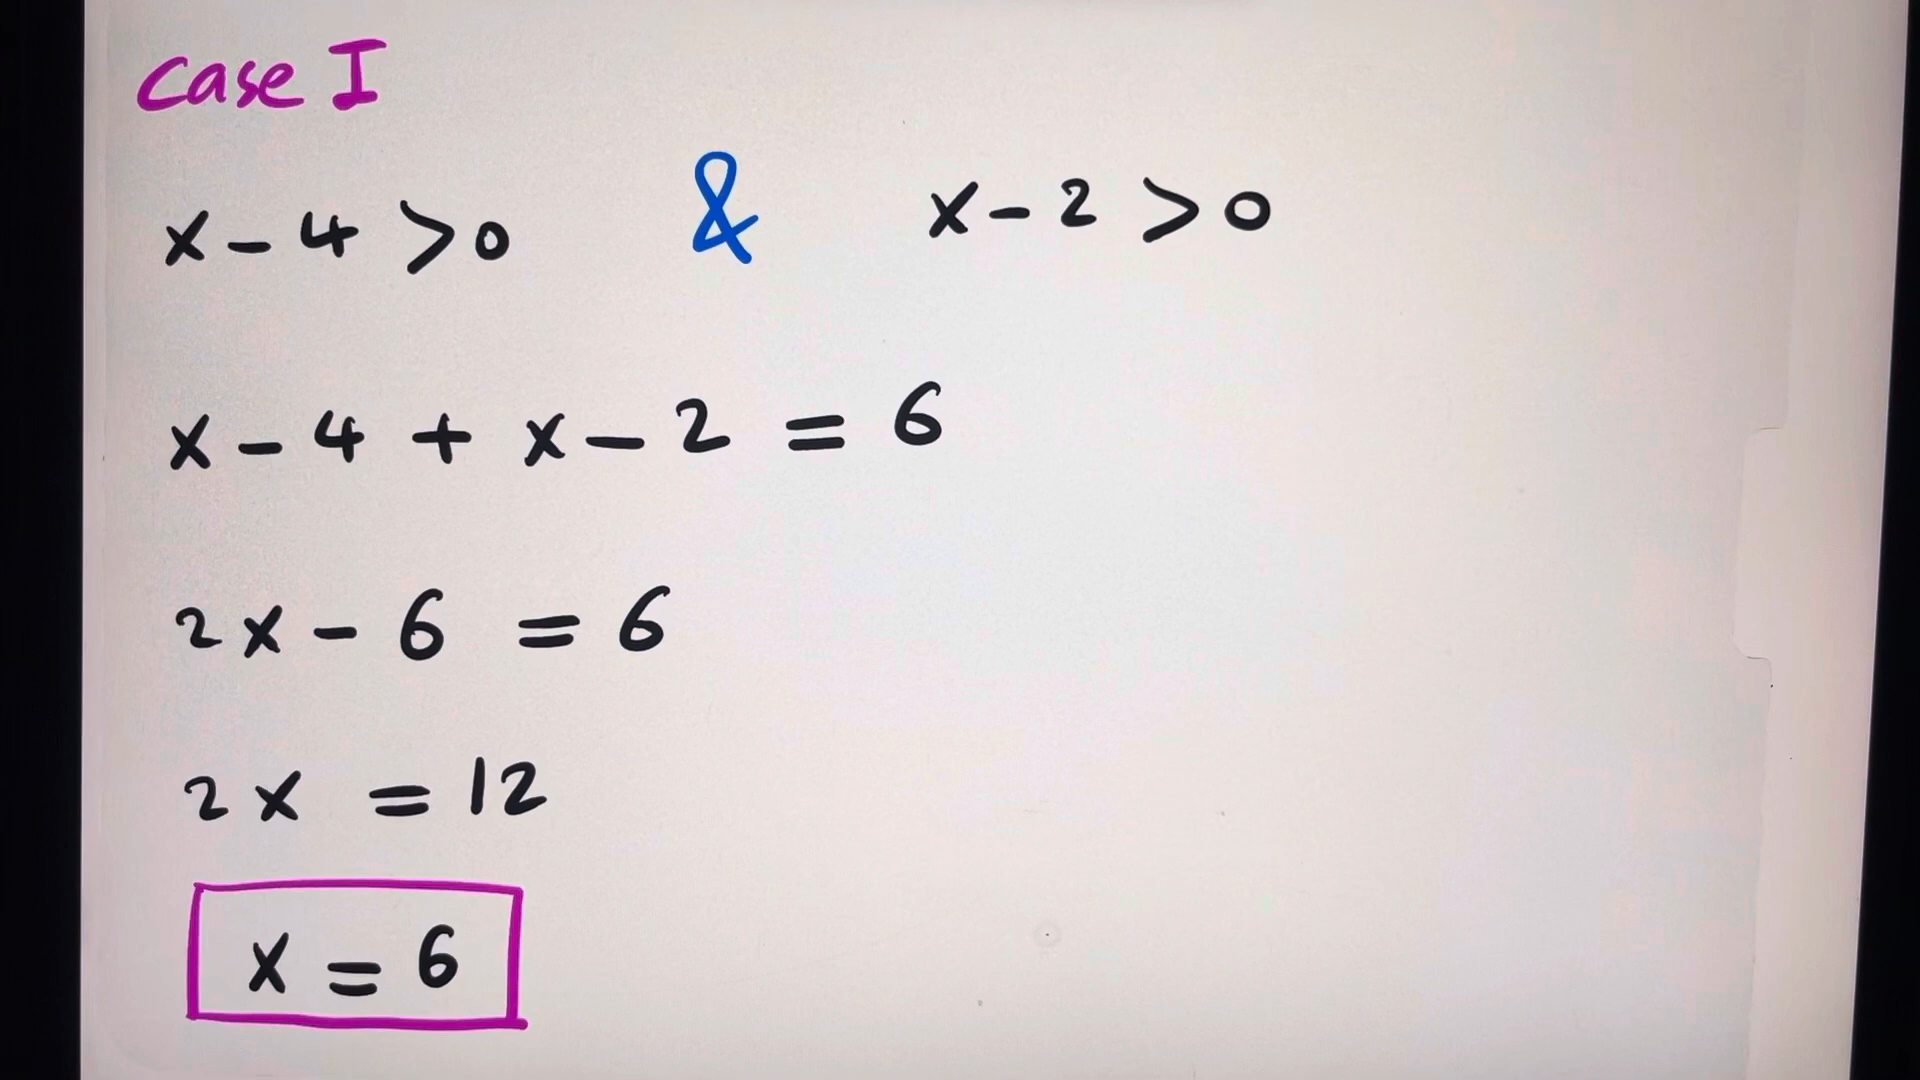 Case I
x - 4 > 0 & x - 2 > 0
x - 4 + x - 2 = 6
2x - 6 = 6
2x = 12
x = 6